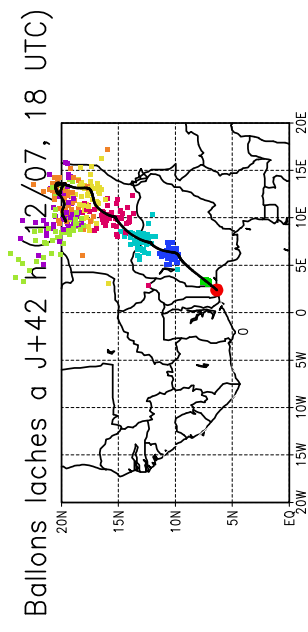 Ballons laches a J+42 h, 12/07, 18 UTC)
20N
15N
10N
5N
EQ
20W
15W
10W
5W
0
5E
10E
15E
20E
0